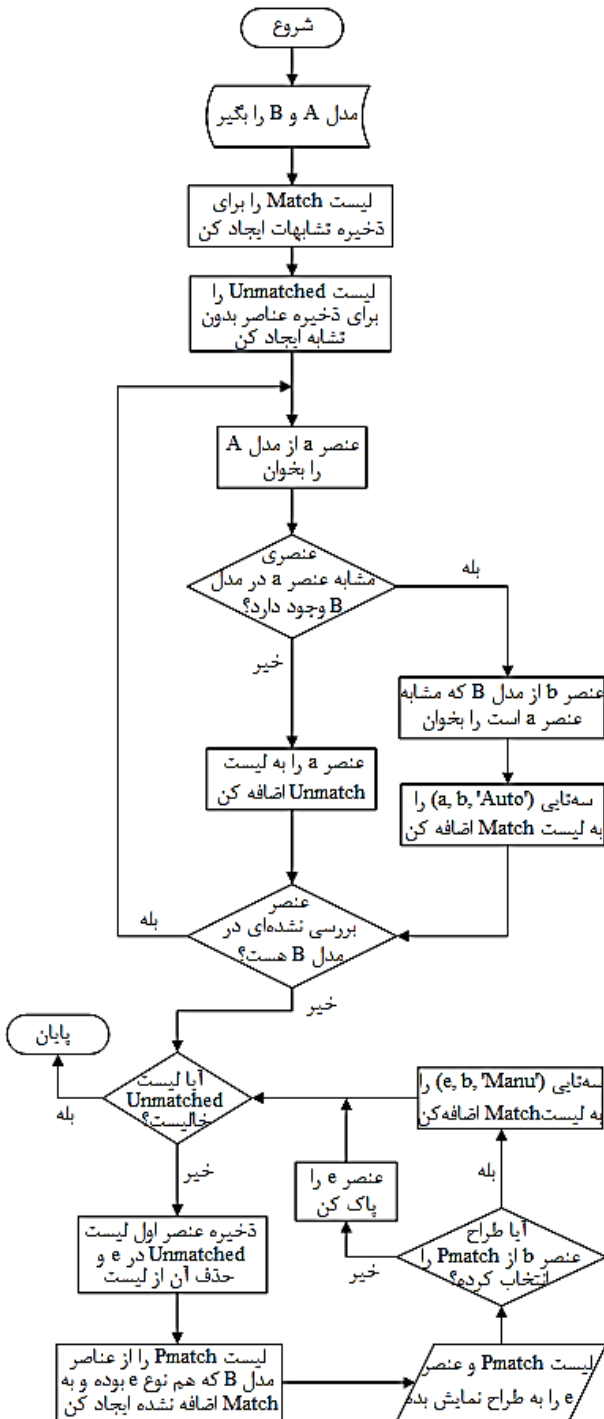 شروع
مدل A و B را بگیر
لیست Match را برای
ذخیره تشابهات ایجاد کن
لیست Unmatched را
برای ذخیره عناصر بدون
تشابه ایجاد کن
عنصر a از مدل A
را بخوان
عنصری
مشابه عنصر a در مدل
B وجود دارد؟
بله
خیر
عنصر b از مدل B که مشابه
عنصر a است را بخوان
عنصر a را به لیست
Unmatch اضافه کن
سه‌تایی (a, b, 'Auto') را
به لیست Match اضافه کن
عنصر
بررسی نشده‌ای در
مدل B هست؟
بله
خیر
پایان
آیا لیست
Unmatched
خالیست؟
بله
خیر
سه‌تایی (e, b, 'Manu') را
به لیستMatch اضافه‌کن
عنصر e را
پاک کن
بله
آیا طراح
عنصر b از Pmatch را
انتخاب کرده؟
خیر
ذخیره عنصر اول لیست
Unmatched در e و
حذف آن از لیست
لیست Pmatch را از عناصر
مدل B که هم نوع e بوده و به
Match اضافه نشده ایجاد کن
لیست Pmatch و عنصر
e را به طراح نمایش بده